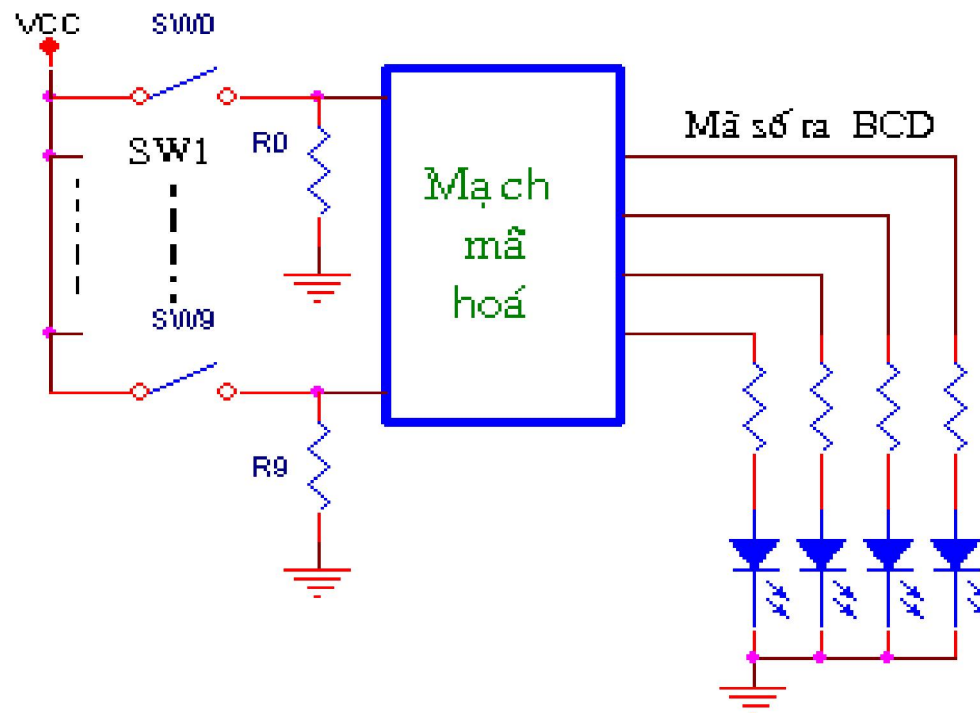 VCC
SW0
R0
SW1
SW9
R9
Mạch
mã
hoá
Mã số ra BCD